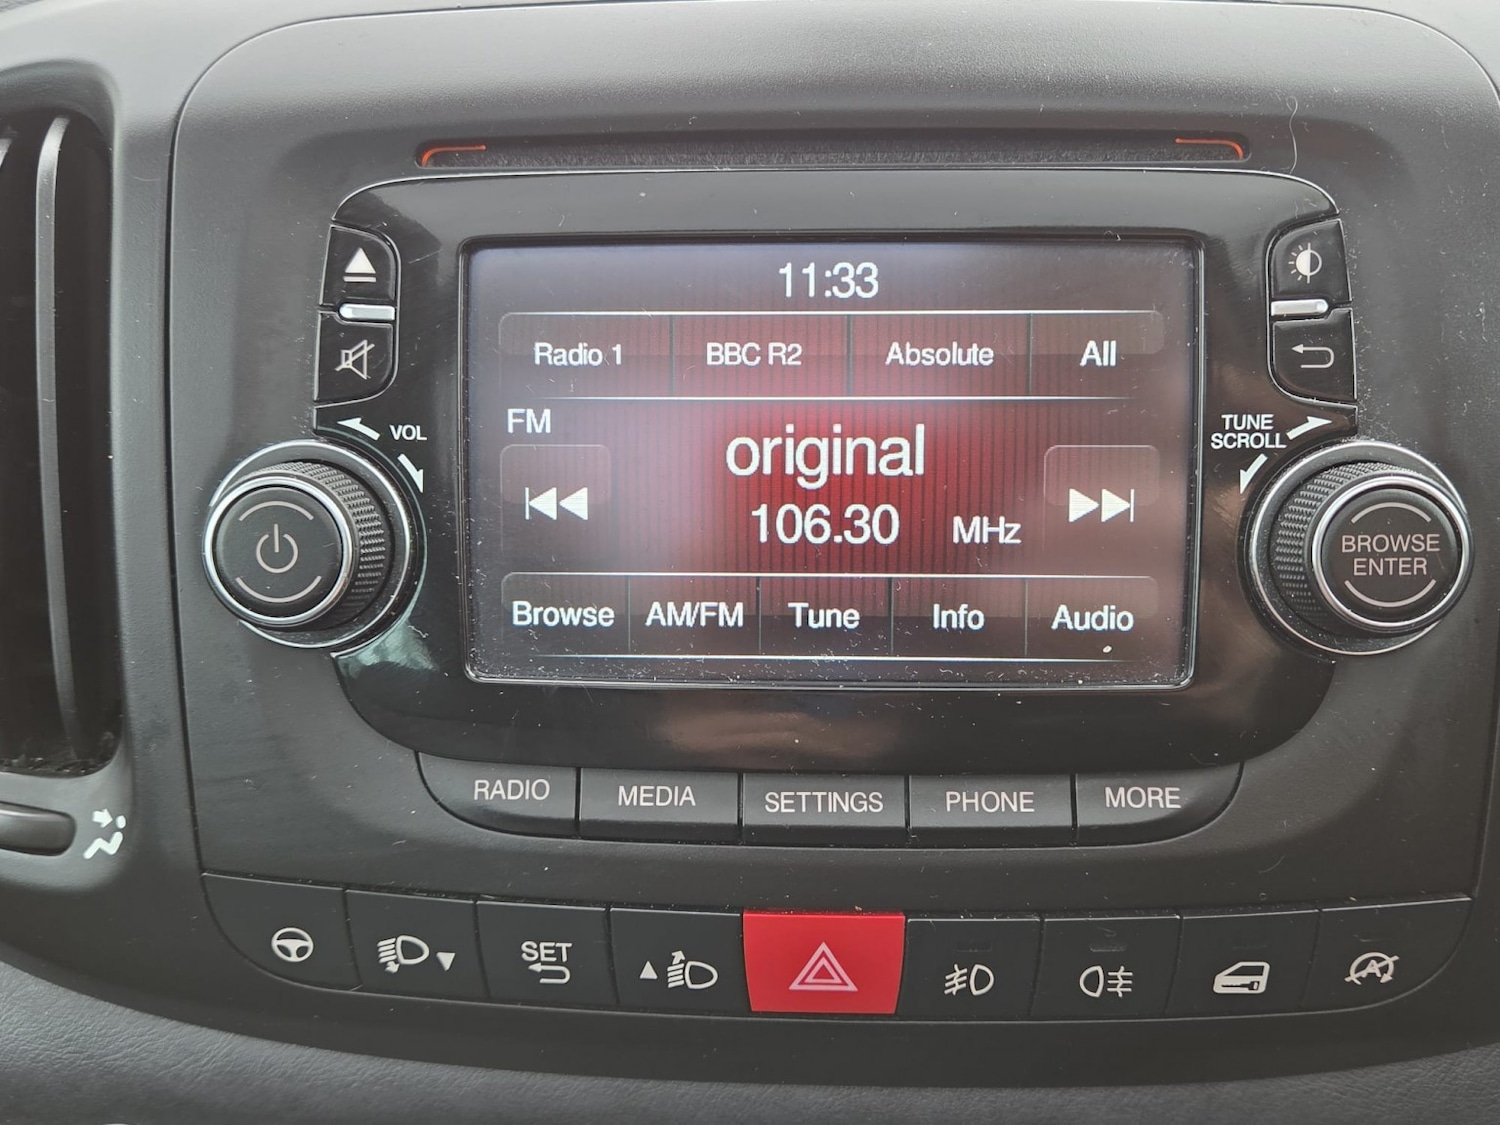 11:33
Radio 1 BBC R2 Absolute All
FM
VOL
TUNE
SCROLL
original
106.30 MHz
BROWSE
ENTER
Browse AM/FM Tune Info Audio
RADIO MEDIA SETTINGS PHONE MORE
SET
A